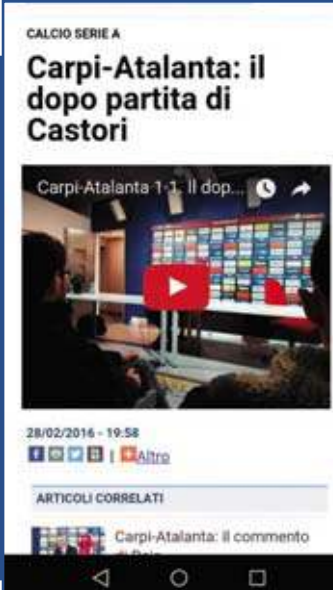 CALCIO SERIE A
Carpi-Atalanta: il
dopo partita di
Castori
Carpi-Atalanta 1-1. Il dop...
28/02/2016 - 19:58
| Altro
ARTICOLI CORRELATI
Carpi-Atalanta: il commento